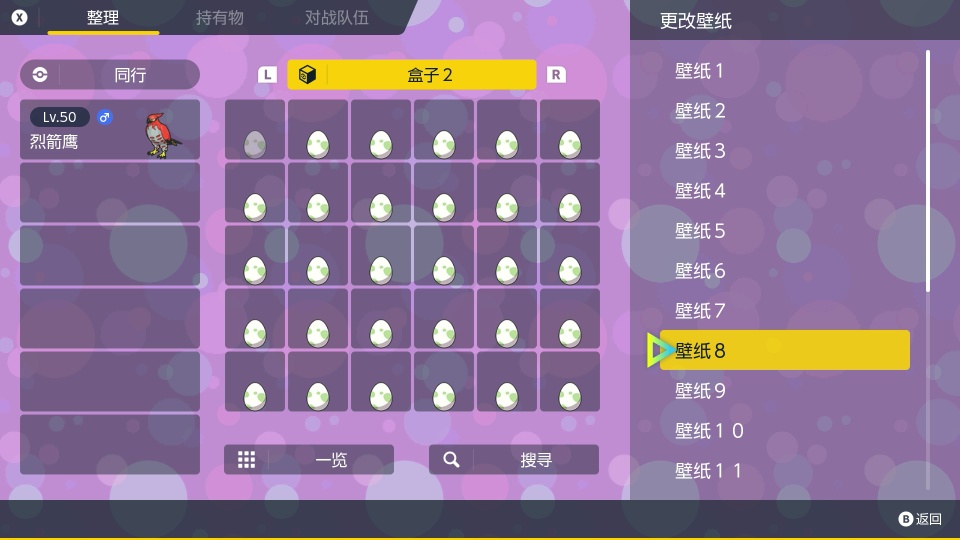 X 整理 持有物 对战队伍
更改壁纸
同行
L 盒子2 R
Lv.50 ♂
烈箭鹰
一览
搜寻
壁纸1
壁纸2
壁纸3
壁纸4
壁纸5
壁纸6
壁纸7
壁纸8
壁纸9
壁纸10
壁纸11
B 返回